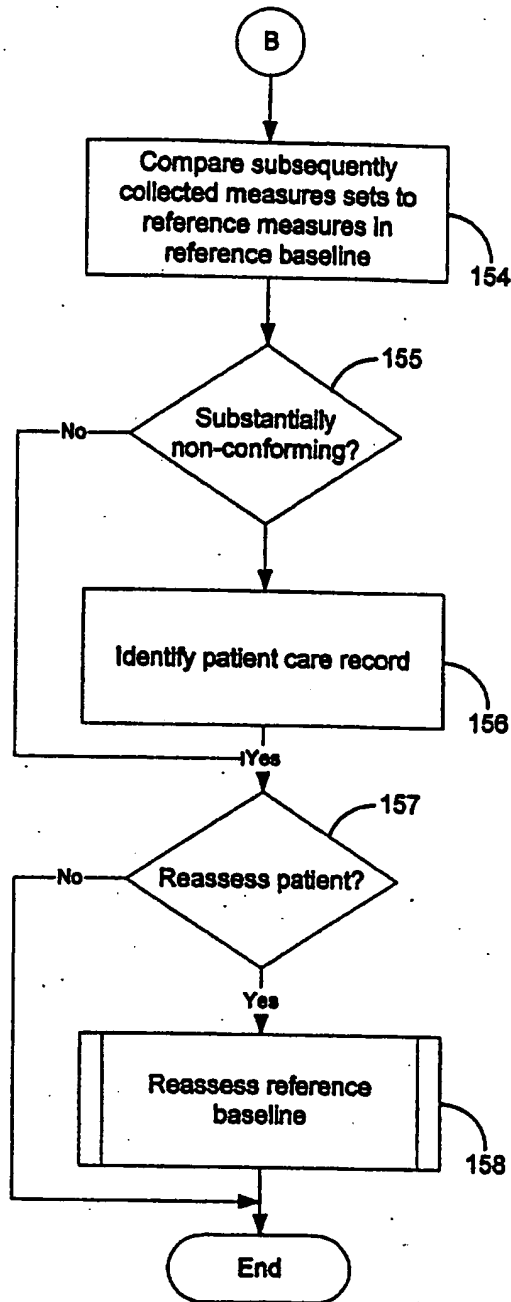 B
Compare subsequently
collected measures sets to
reference measures in
reference baseline
154
155
Substantially
non-conforming?
No
Identify patient care record
156
Yes
157
Reassess patient?
No
Yes
Reassess reference
baseline
158
End